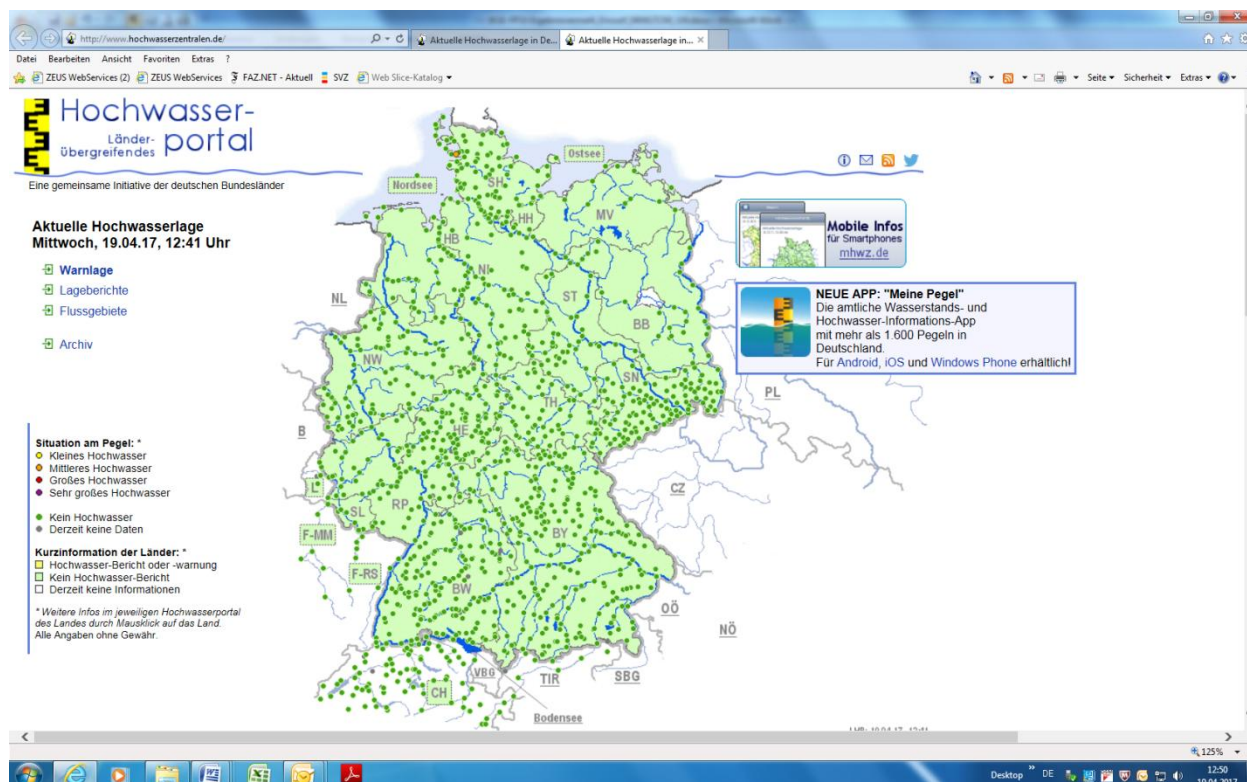 http://www.hochwasserzentralen.de/
Aktuelle Hochwasserlage in De...
Aktuelle Hochwasserlage in...
Datei Bearbeiten Ansicht Favoriten Extras ?
ZEUS WebServices (2) ZEUS WebServices FAZ.NET - Aktuell SVZ Web Slice-Katalog
Seite Sicherheit Extras
Hochwasser-
Länder-
übergreifendes portal
Eine gemeinsame Initiative der deutschen Bundesländer
Aktuelle Hochwasserlage
Mittwoch, 19.04.17, 12:41 Uhr
Warnlage
Lageberichte
Flussgebiete
Archiv
Situation am Pegel: *
Kleines Hochwasser
Mittleres Hochwasser
Großes Hochwasser
Sehr großes Hochwasser
Kein Hochwasser
Derzeit keine Daten
Kurzinformation der Länder: *
Hochwasser-Bericht oder -warnung
Kein Hochwasser-Bericht
Derzeit keine Informationen
* Weitere Infos im jeweiligen Hochwasserportal
des Landes durch Mausklick auf das Land.
Alle Angaben ohne Gewähr.
Ostsee
Nordsee
SH
HH
MV
HB
NI
NL
ST
BB
NW
SN
TH
PL
B
HE
L
CZ
RP
SL
F-MM
BY
F-RS
BW
OÖ
NÖ
VBG
TIR
SBG
CH
Bodensee
Mobile Infos
für Smartphones
mhwz.de
NEUE APP: "Meine Pegel"
Die amtliche Wasserstands- und
Hochwasser-Informations-App
mit mehr als 1.600 Pegeln in
Deutschland.
Für Android, iOS und Windows Phone erhältlich!
125%
Desktop DE
12:50
19.04.2017